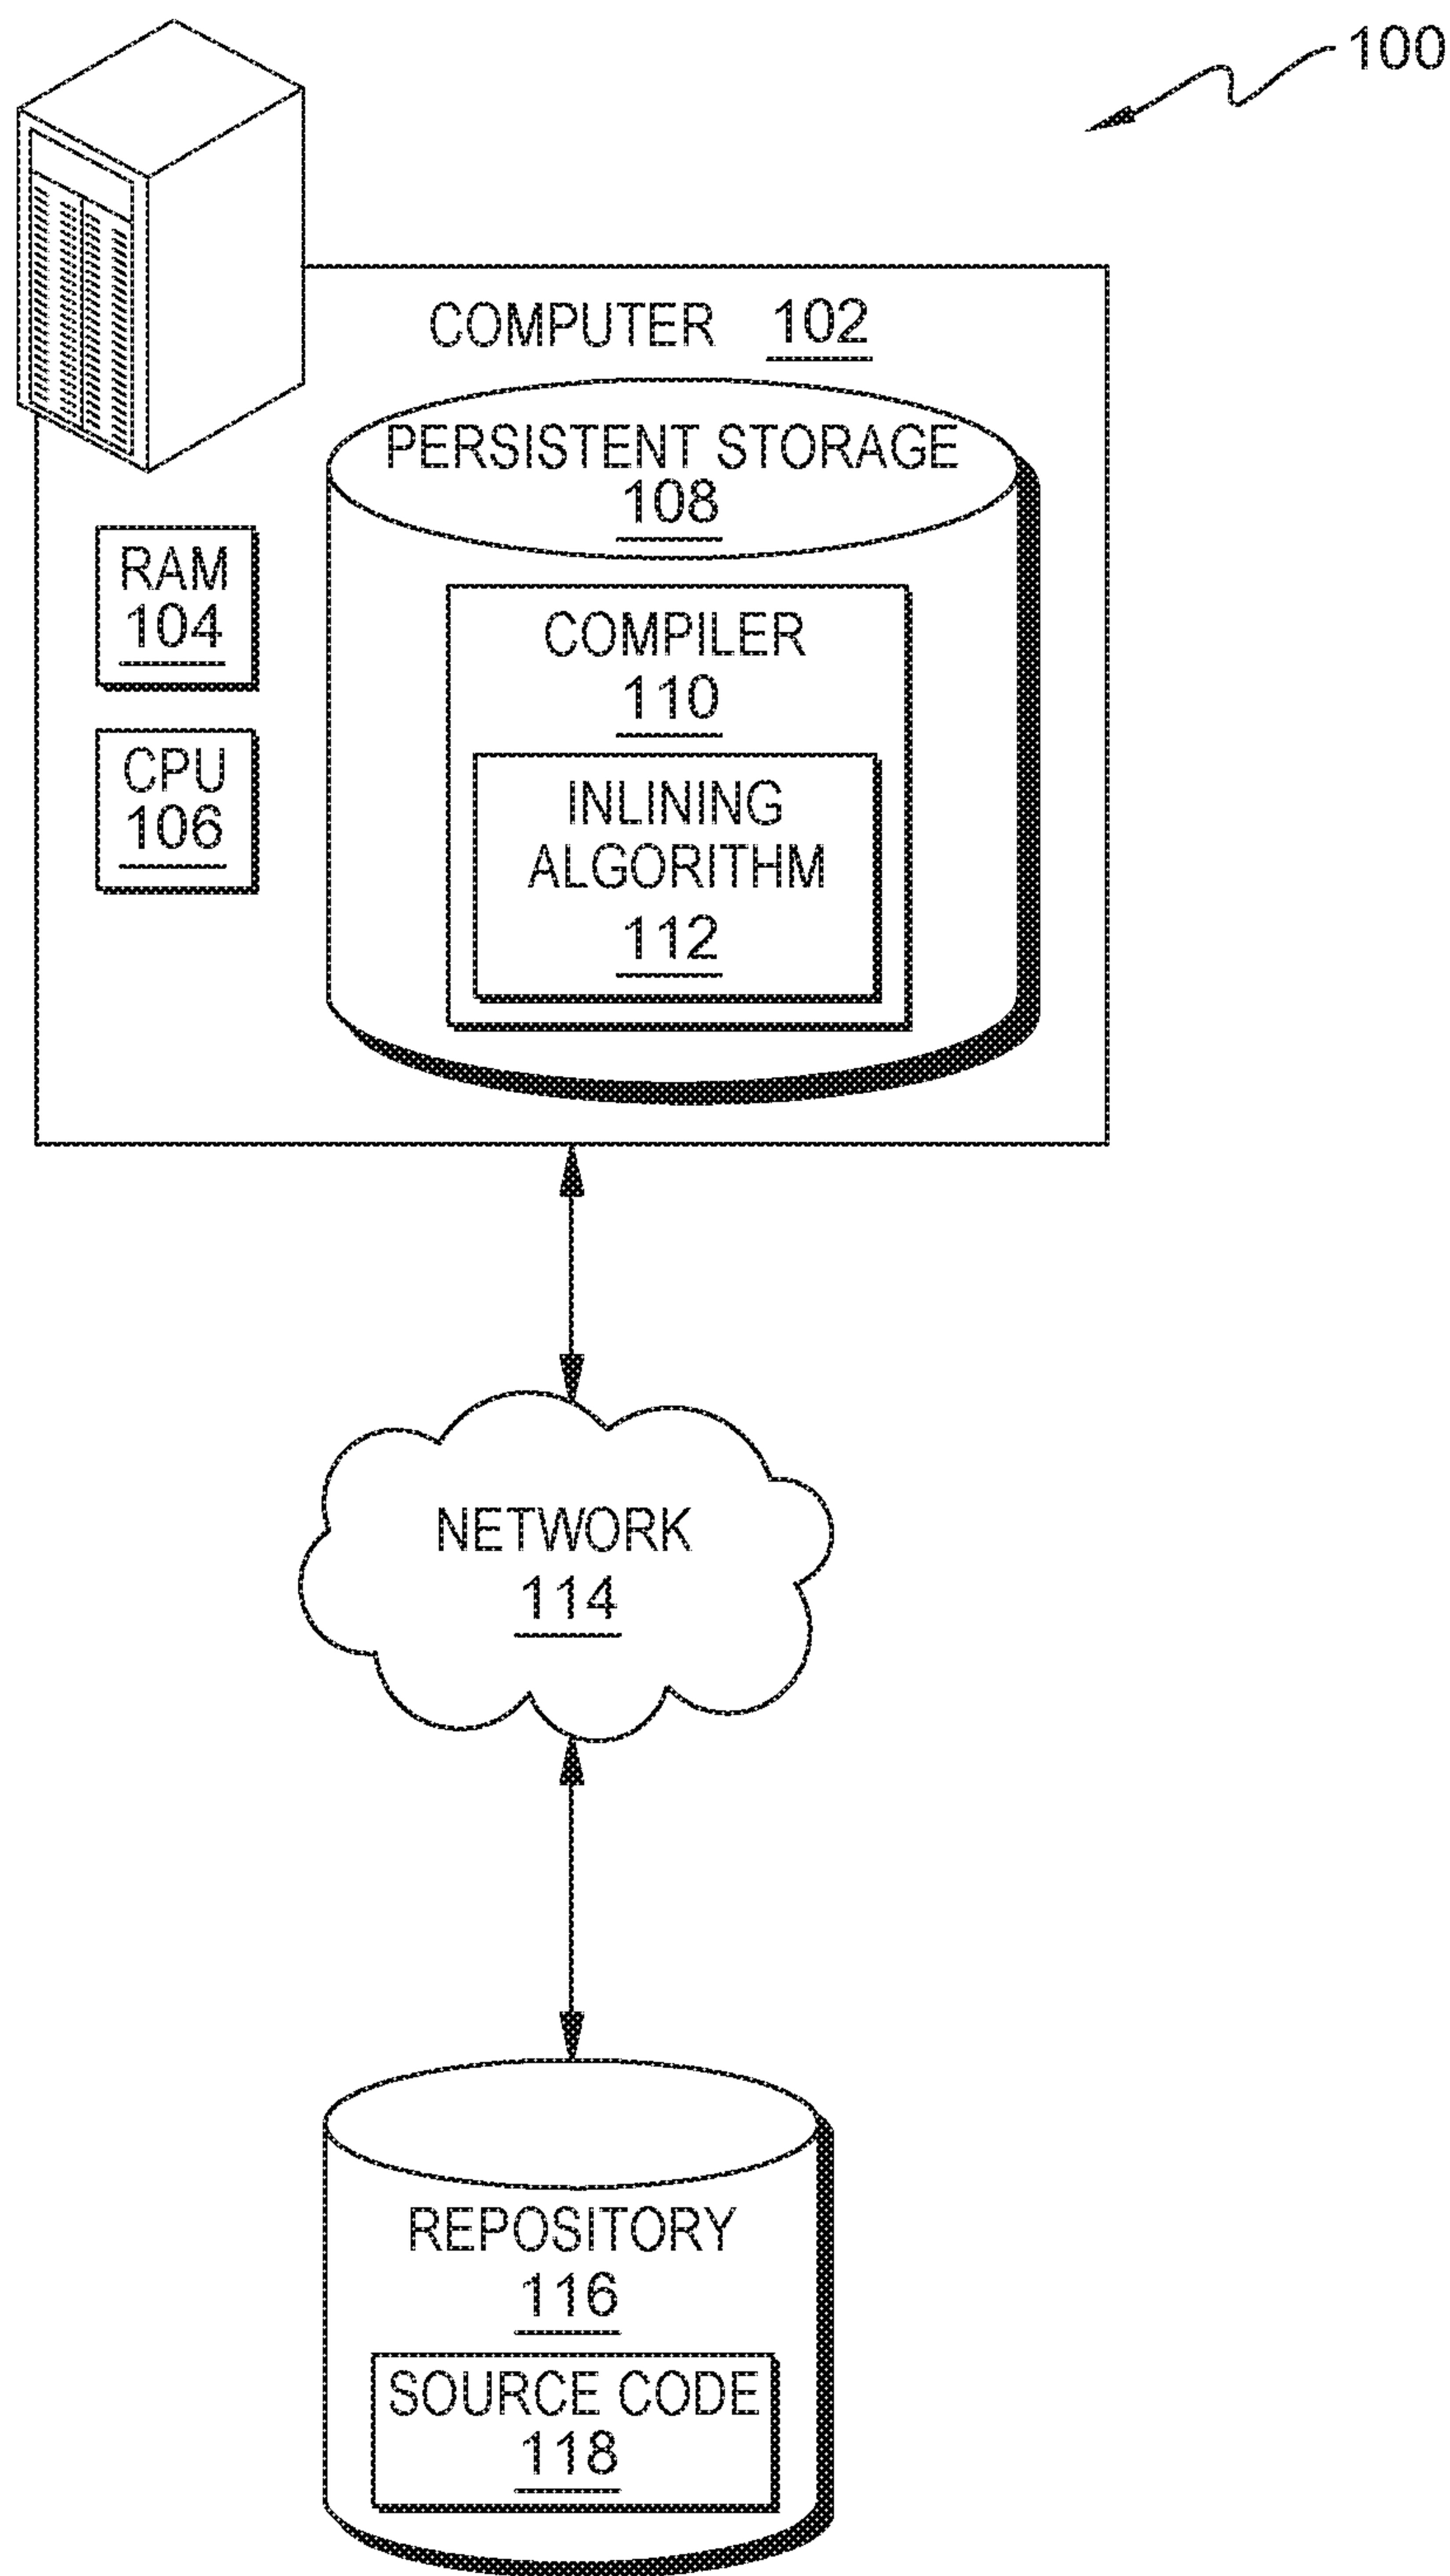 100
COMPUTER 102
PERSISTENT STORAGE
108
RAM
104
COMPILER
110
CPU
106
INLINING
ALGORITHM
112
NETWORK
114
REPOSITORY
116
SOURCE CODE
118